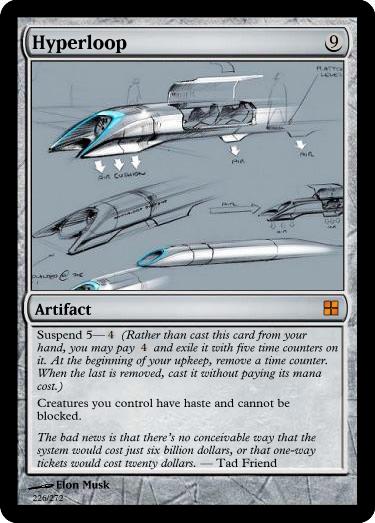 Hyperloop 9
AIR CUSHION
AIR
AIR
AIR
AIR
Artifact
Suspend 5— 4 (Rather than cast this card from your
hand, you may pay 4 and exile it with five time counters on
it. At the beginning of your upkeep, remove a time counter.
When the last is removed, cast it without paying its mana
cost.)
Creatures you control have haste and cannot be
blocked.
The bad news is that there's no conceivable way that the
system would cost just six billion dollars, or that one-way
tickets would cost twenty dollars. — Tad Friend
Elon Musk
226/272